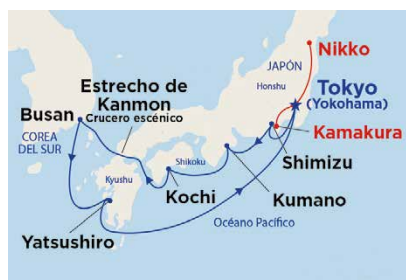 Nikko
JAPÓN
Honshu
Tokyo
(Yokohama)
Estrecho de
Kanmon
Crucero escénico
Busan
COREA
DEL SUR
Kamakura
Shimizu
Shikoku
Kyushu
Kochi
Kumano
Océano Pacífico
Yatsushiro